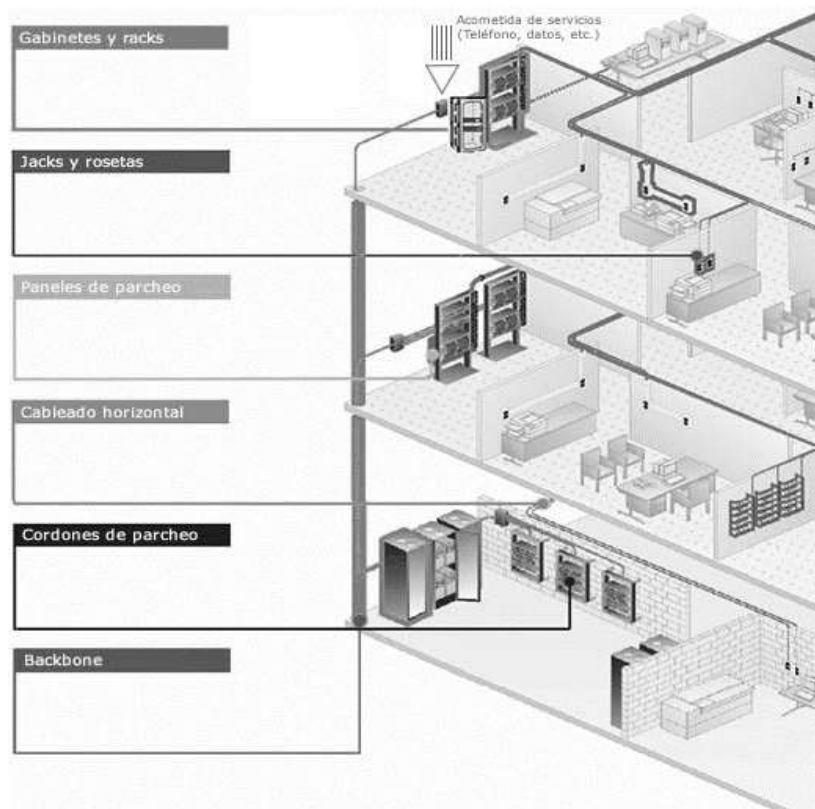 Gabinetes y racks
Acometida de servicios
(Teléfono, datos, etc.)
Jacks y rosetas
Paneles de parcheo
Cableado horizontal
Cordones de parcheo
Backbone